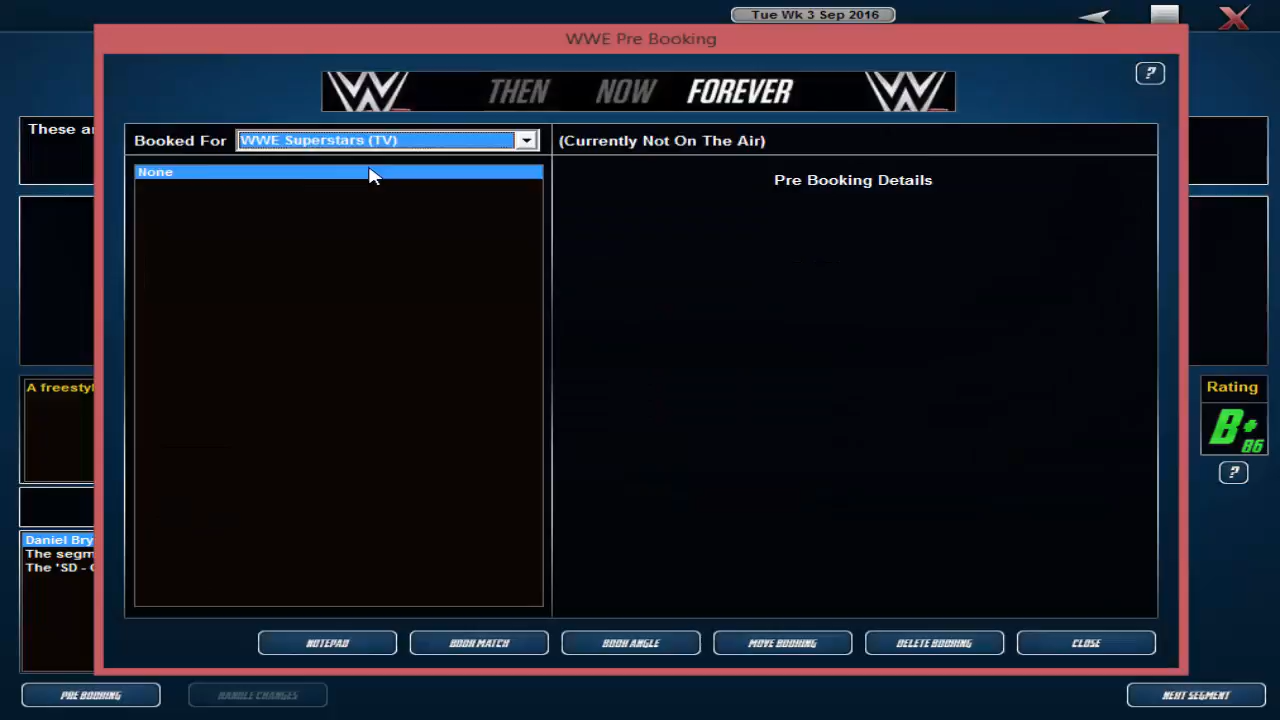 Tue Wk 3 Sep 2016
WWE Pre Booking
THEN NOW FOREVER
?
Booked For WWE Superstars (TV)
(Currently Not On The Air)
These a
None
Pre Booking Details
A freestyl
Rating
B+
86
?
Daniel Bry
The segm
The 'SD -
NOTEPAD
BOOK MATCH
BOOK ANGLE
MOVE BOOKING
DELETE BOOKING
CLOSE
PRE BOOKING
HANDLE CHANGES
NEXT SEGMENT